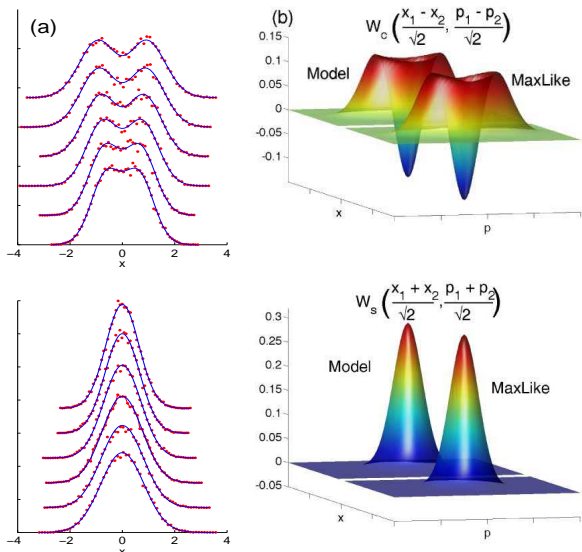 (a)
−4 −2 0 2 4
x
(b)
W_c ( (x_1 - x_2)/√2 , (p_1 - p_2)/√2 )
0.15
0.1
0.05
0
-0.05
-0.1
Model
MaxLike
x
p
−4 −2 0 2 4
x
W_s ( (x_1 + x_2)/√2 , (p_1 + p_2)/√2 )
0.3
0.25
0.2
0.15
0.1
0.05
0
-0.05
Model
MaxLike
x
p